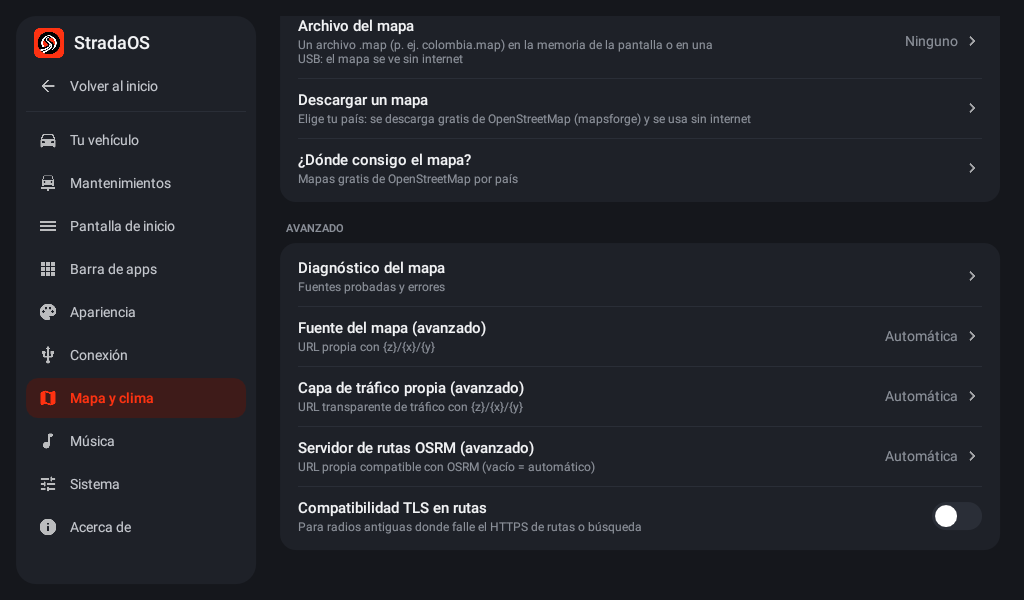 StradaOS
Volver al inicio
Tu vehículo
Mantenimientos
Pantalla de inicio
Barra de apps
Apariencia
Conexión
Mapa y clima
Música
Sistema
Acerca de
Archivo del mapa
Un archivo .map (p. ej. colombia.map) en la memoria de la pantalla o en una
USB: el mapa se ve sin internet
Ninguno
Descargar un mapa
Elige tu país: se descarga gratis de OpenStreetMap (mapsforge) y se usa sin internet
¿Dónde consigo el mapa?
Mapas gratis de OpenStreetMap por país
AVANZADO
Diagnóstico del mapa
Fuentes probadas y errores
Fuente del mapa (avanzado)
URL propia con {z}/{x}/{y}
Automática
Capa de tráfico propia (avanzado)
URL transparente de tráfico con {z}/{x}/{y}
Automática
Servidor de rutas OSRM (avanzado)
URL propia compatible con OSRM (vacío = automático)
Automática
Compatibilidad TLS en rutas
Para radios antiguas donde falle el HTTPS de rutas o búsqueda